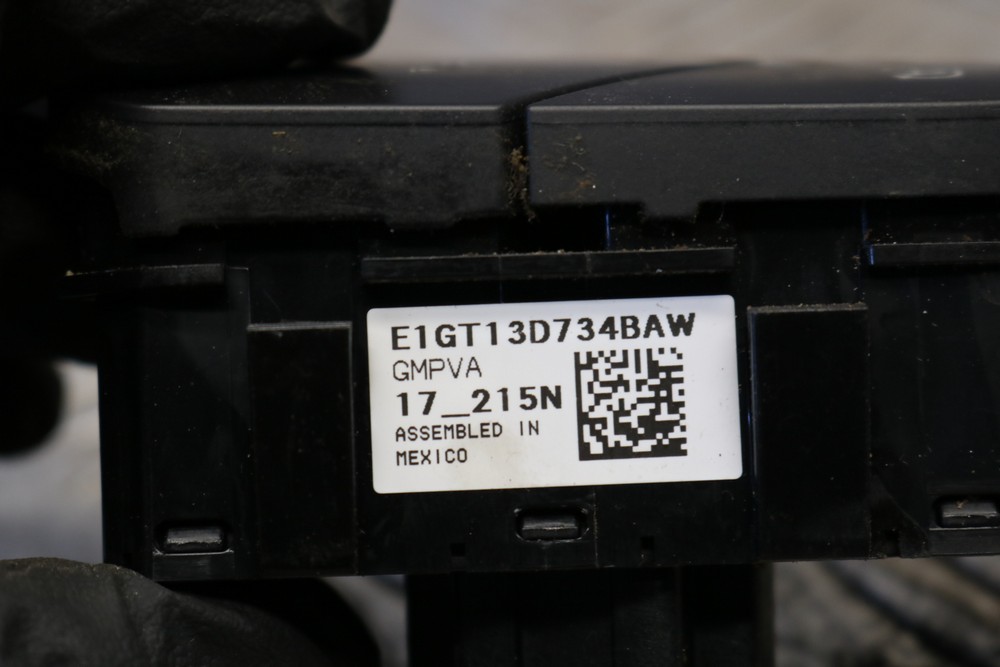 E1GT13D734BAW
GMPVA
17_215N
ASSEMBLED IN
MEXICO